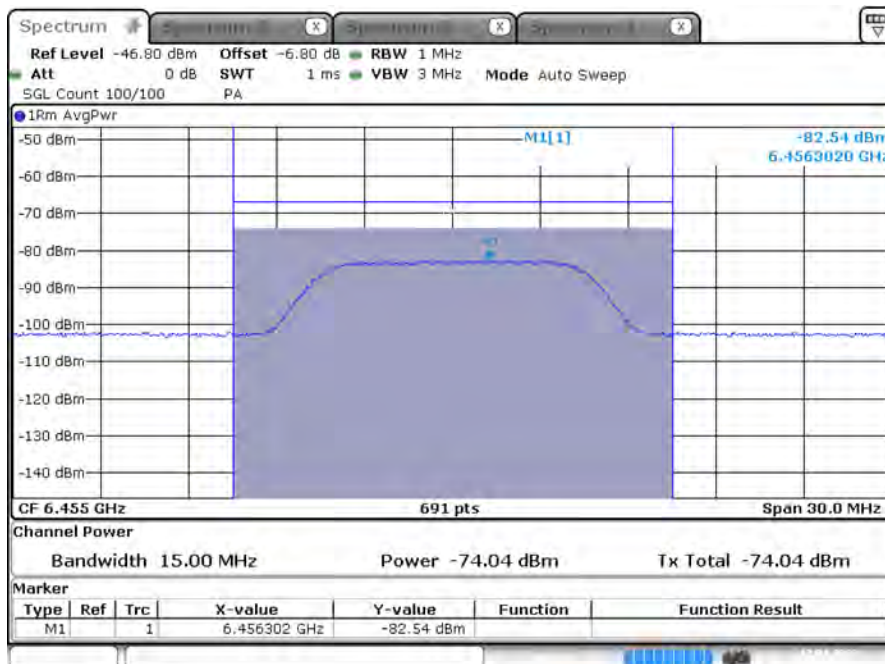 Spectrum X X X
Ref Level -46.80 dBm Offset -6.80 dB RBW 1 MHz
Att 0 dB SWT 1 ms VBW 3 MHz Mode Auto Sweep
SGL Count 100/100 PA
1Rm AvgPwr
M1[1] -82.54 dBm
6.4563020 GHz
-50 dBm
-60 dBm
-70 dBm
M1
-80 dBm
-90 dBm
-100 dBm
-110 dBm
-120 dBm
-130 dBm
-140 dBm
CF 6.455 GHz 691 pts Span 30.0 MHz
Channel Power
Bandwidth 15.00 MHz Power -74.04 dBm Tx Total -74.04 dBm
Marker
Type Ref Trc X-value Y-value Function Function Result
M1 1 6.456302 GHz -82.54 dBm